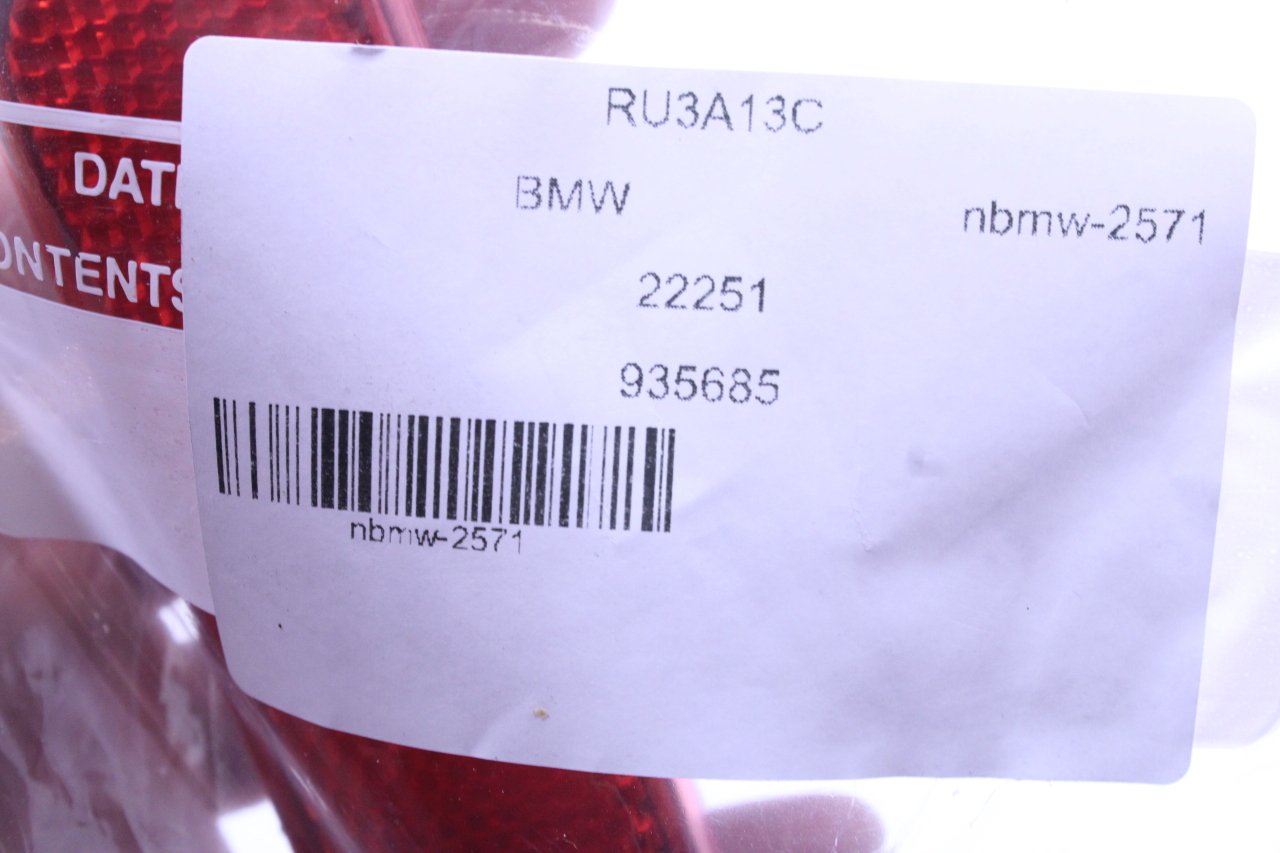 RU3A13C
BMW
nbmw-2571
22251
935685
nbmw-2571
DAT
ONTENTS